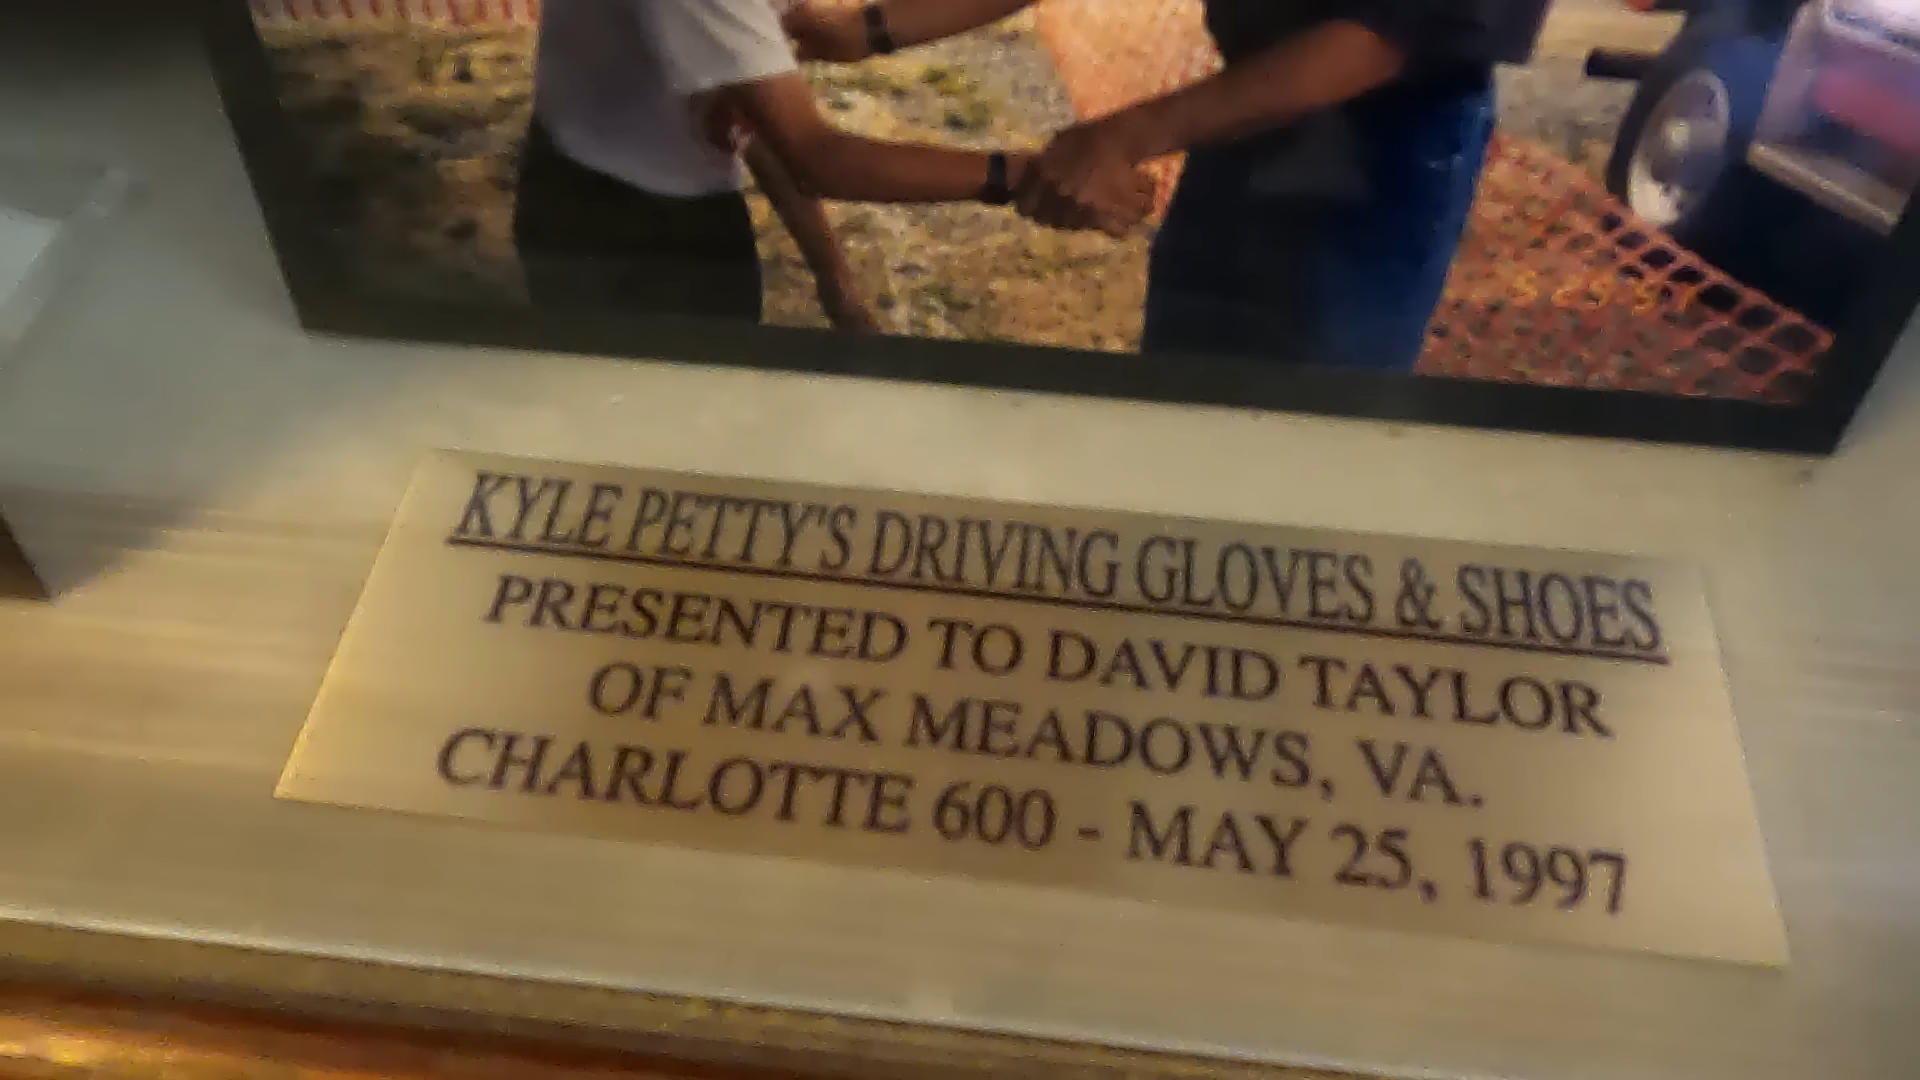 KYLE PETTY'S DRIVING GLOVES & SHOES
PRESENTED TO DAVID TAYLOR
OF MAX MEADOWS, VA.
CHARLOTTE 600 - MAY 25, 1997